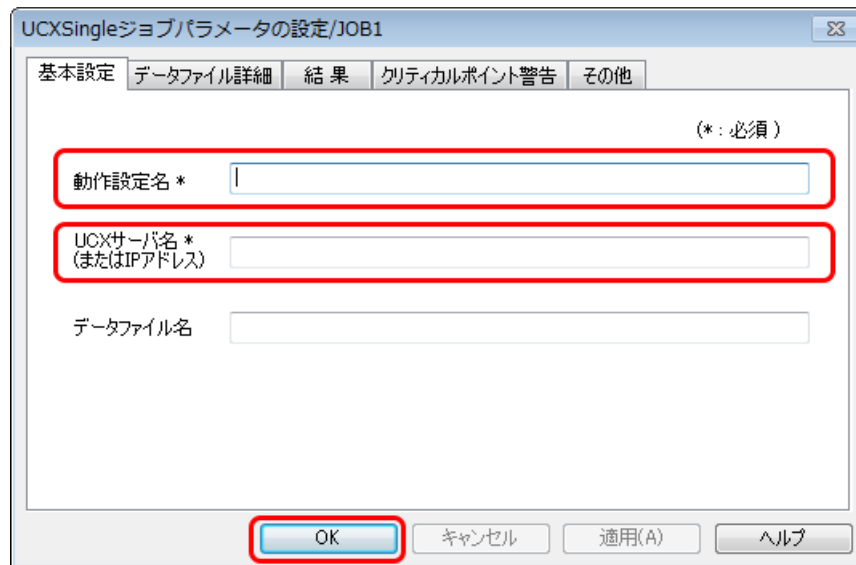 UCXSingleジョブパラメータの設定/JOB1
基本設定 データファイル詳細 結 果 クリティカルポイント警告 その他
(* : 必須 )
動作設定名 *
UCXサーバ名 *
(またはIPアドレス)
データファイル名
OK キャンセル 適用(A) ヘルプ